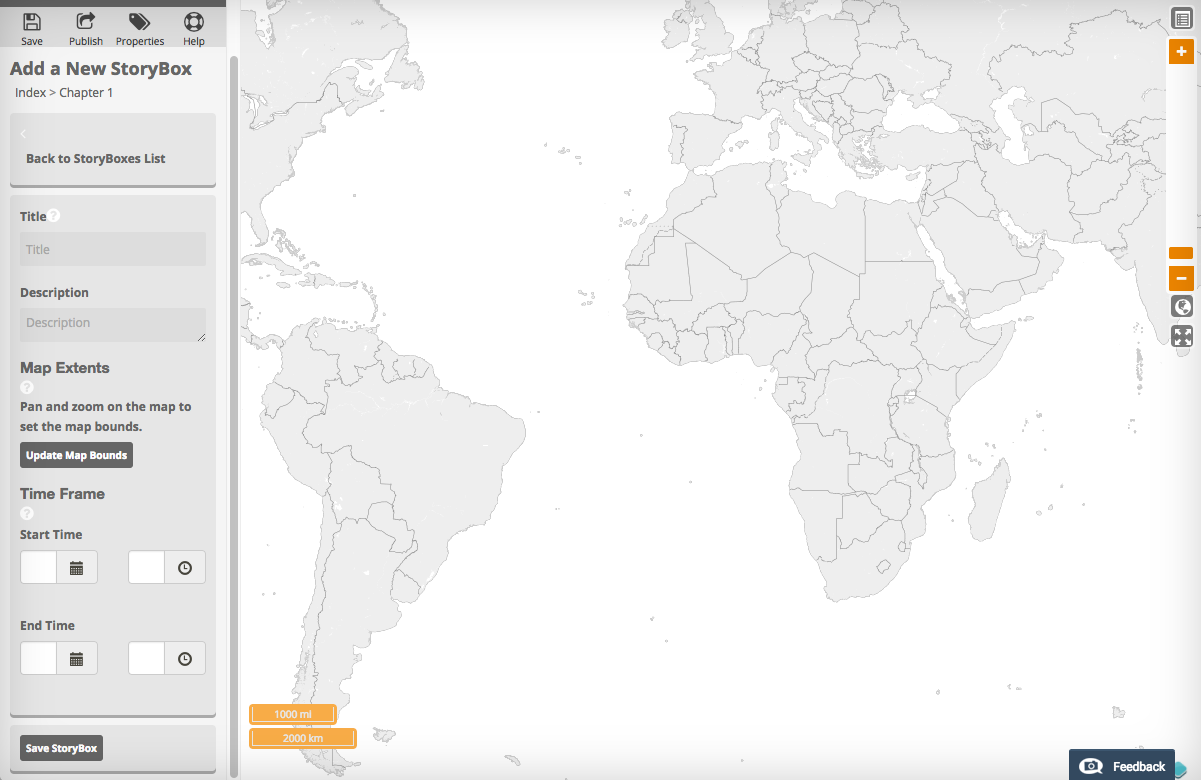 Save Publish Properties Help
Add a New StoryBox
Index > Chapter 1
Back to StoryBoxes List
Title
Title
Description
Description
Map Extents
Pan and zoom on the map to
set the map bounds.
Update Map Bounds
Time Frame
Start Time
End Time
Save StoryBox
1000 mi
2000 km
Feedback